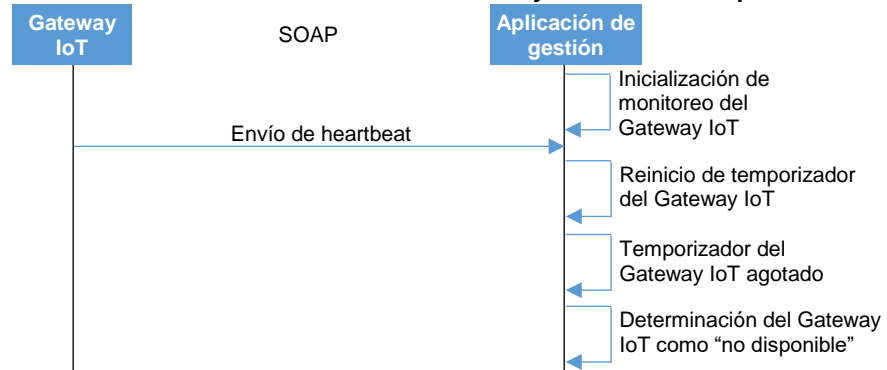 Gateway
IoT
SOAP
Aplicación de
gestión
Inicialización de
monitoreo del
Gateway IoT
Envío de heartbeat
Reinicio de temporizador
del Gateway IoT
Temporizador del
Gateway IoT agotado
Determinación del Gateway
IoT como “no disponible”